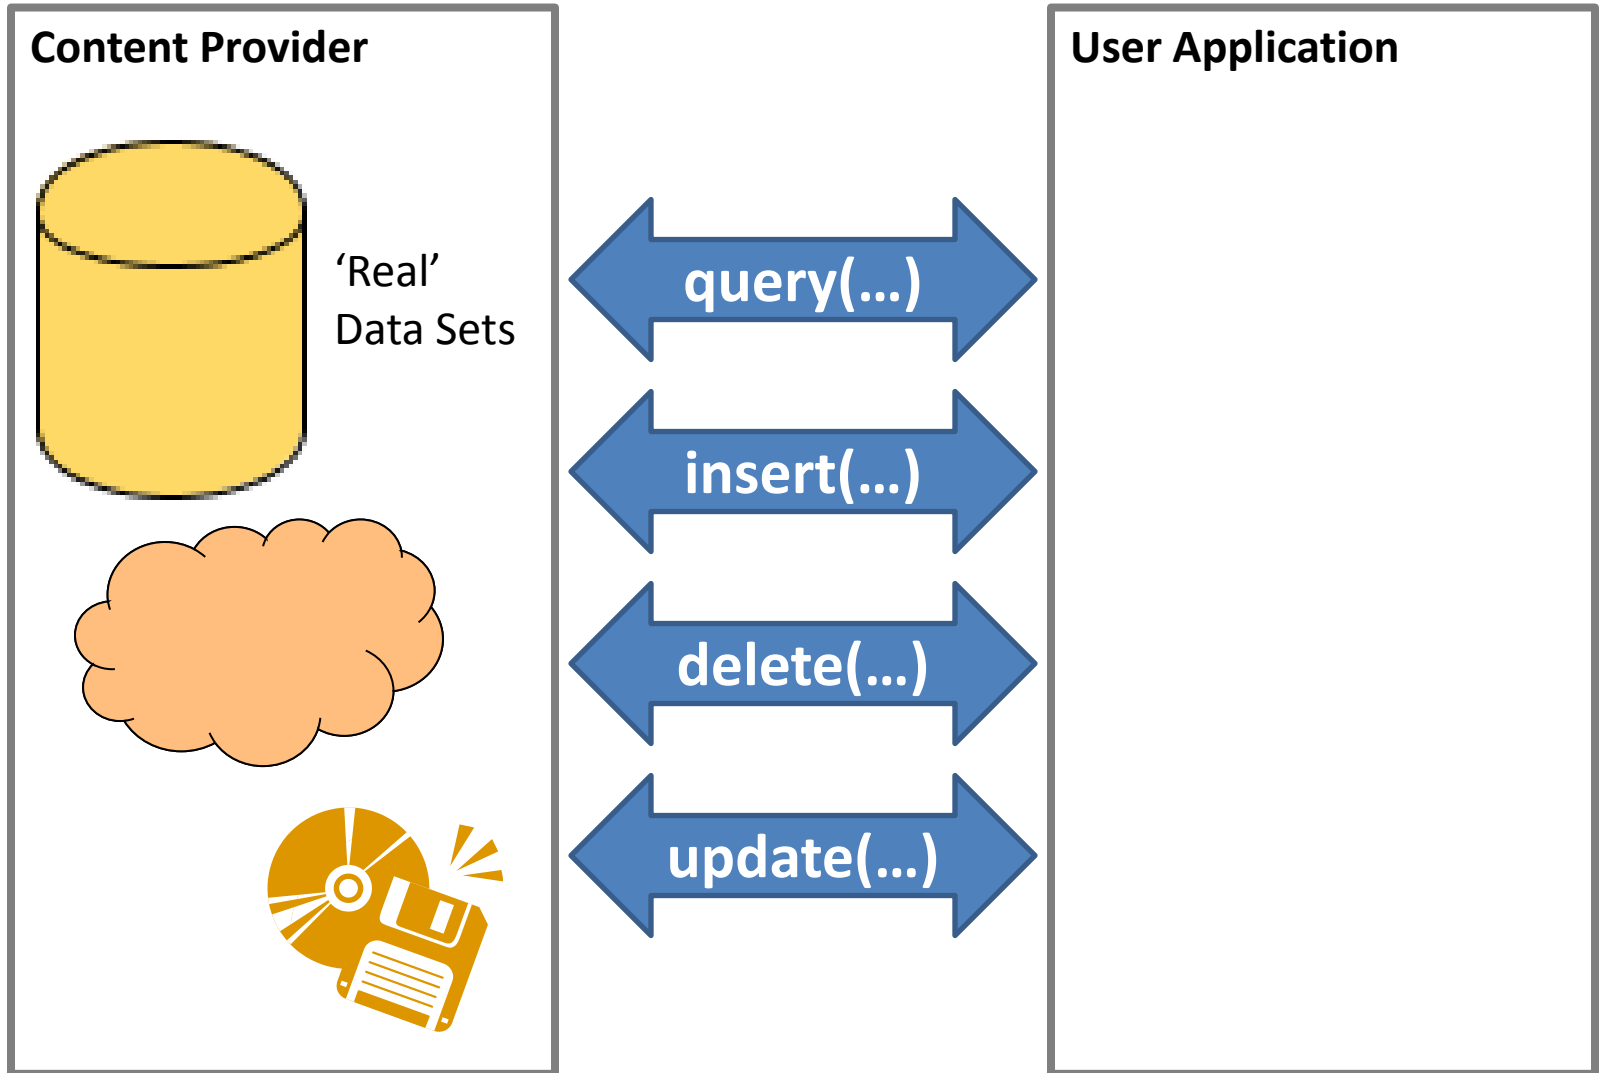 Content Provider
‘Real’
Data Sets
query(…)
insert(…)
delete(…)
update(…)
User Application